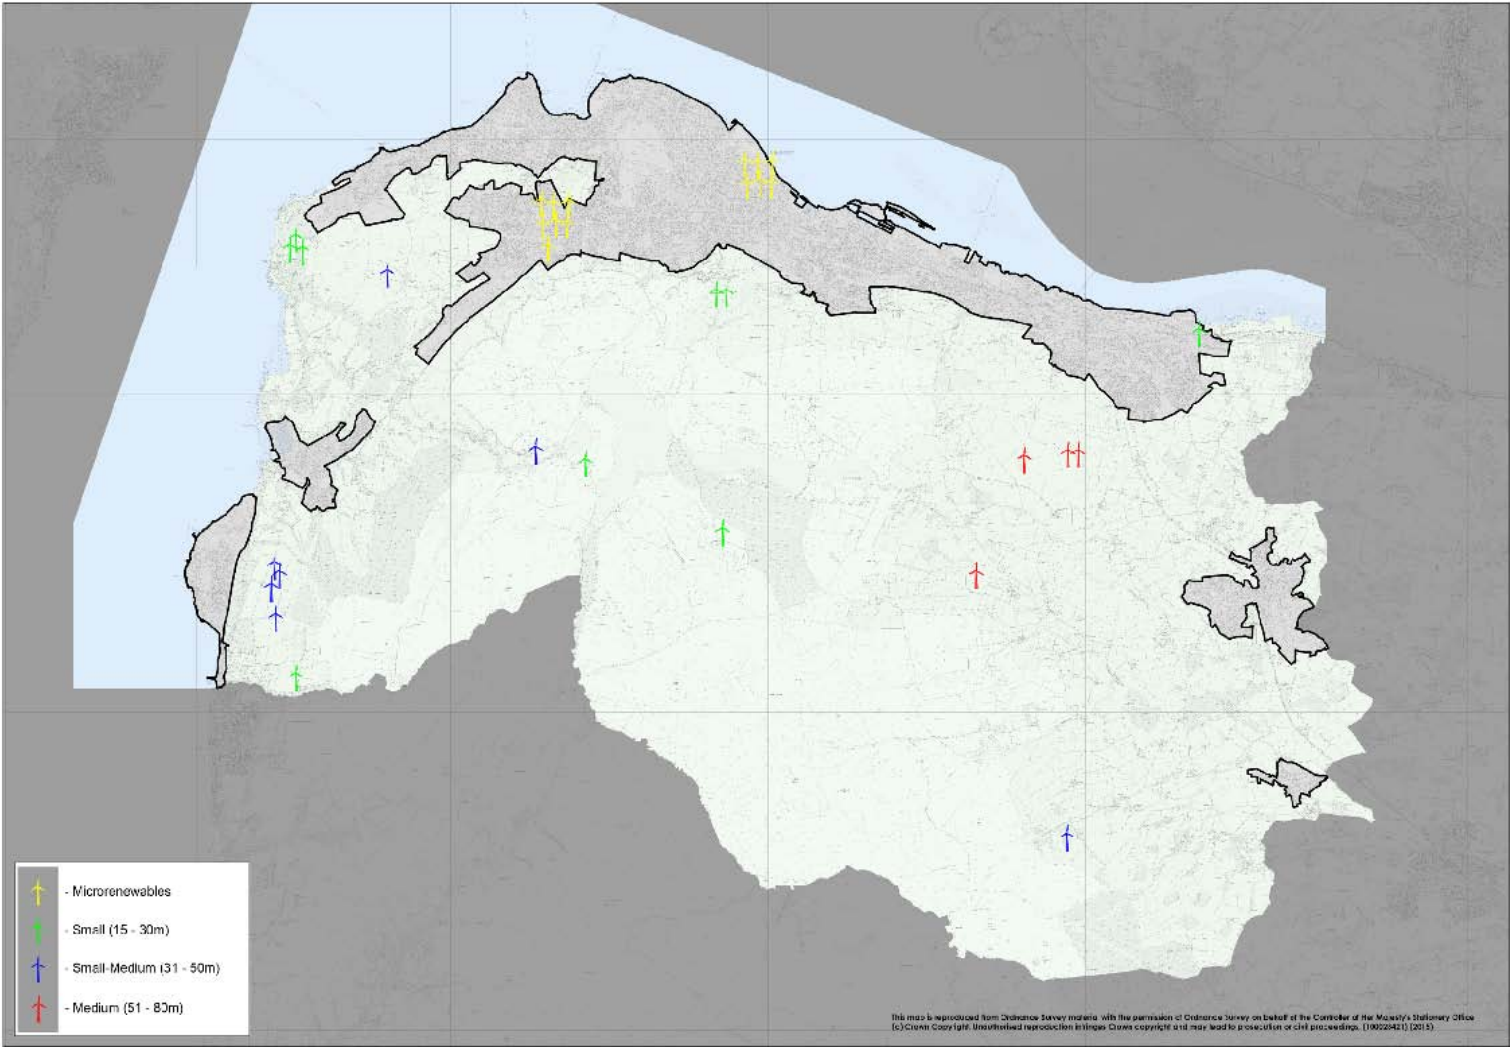 - Microrenewables
- Small (15 - 30m)
- Small-Medium (31 - 50m)
- Medium (51 - 80m)
This map is reproduced from Ordnance Survey material with the permission of Ordnance Survey on behalf of the Controller of Her Majesty's Stationery Office
(c) Crown Copyright. Unauthorised reproduction infringes Crown copyright and may lead to prosecution or civil proceedings. (100023421) (2015)